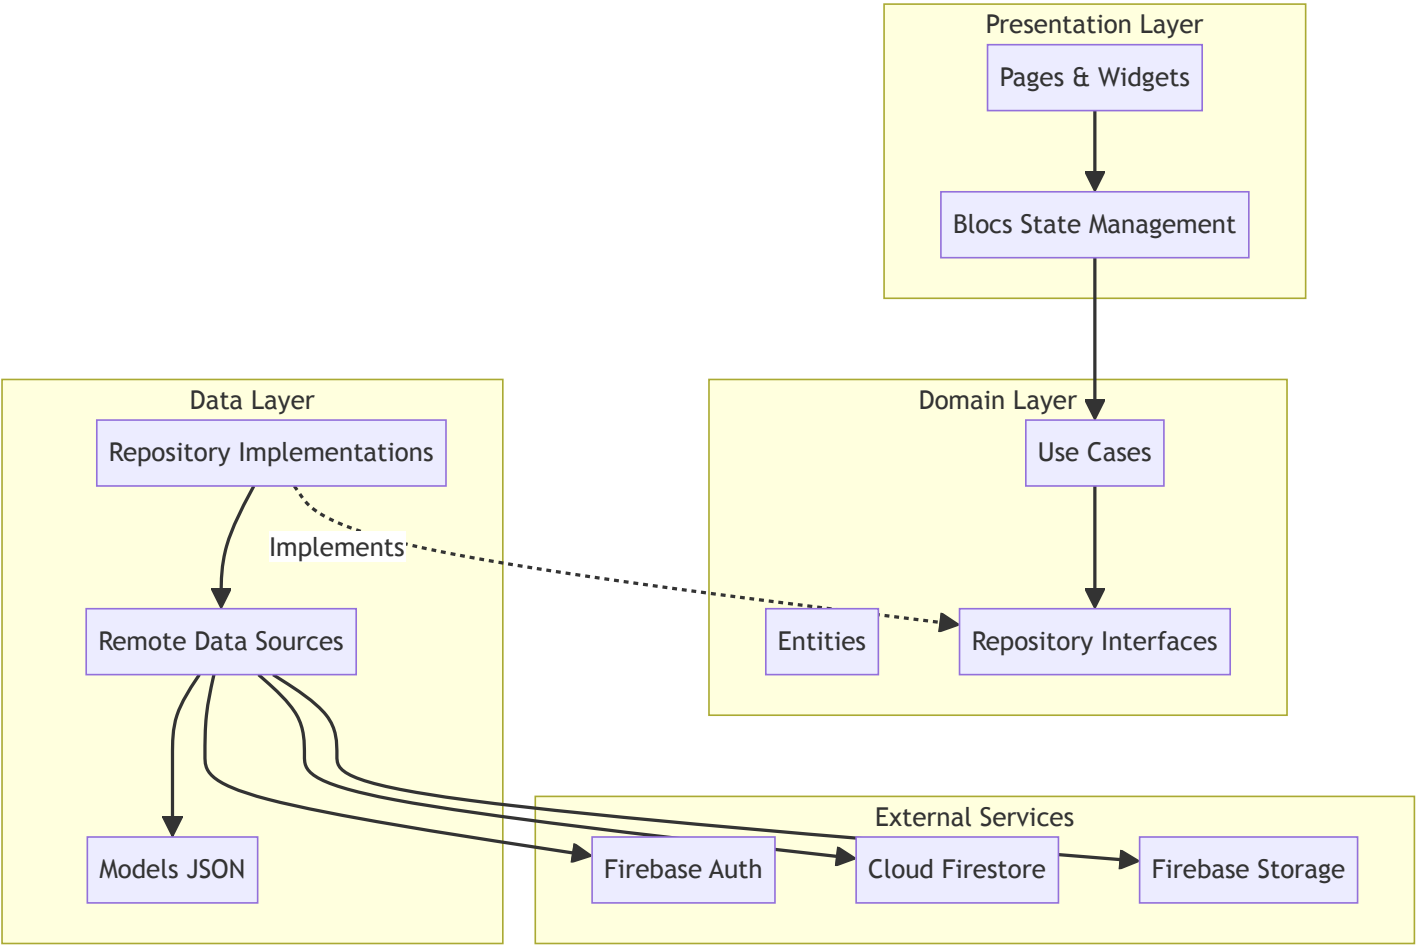 Presentation Layer
Pages & Widgets
Blocs State Management
Data Layer
Repository Implementations
Implements
Remote Data Sources
Models JSON
Domain Layer
Use Cases
Entities
Repository Interfaces
External Services
Firebase Auth
Cloud Firestore
Firebase Storage